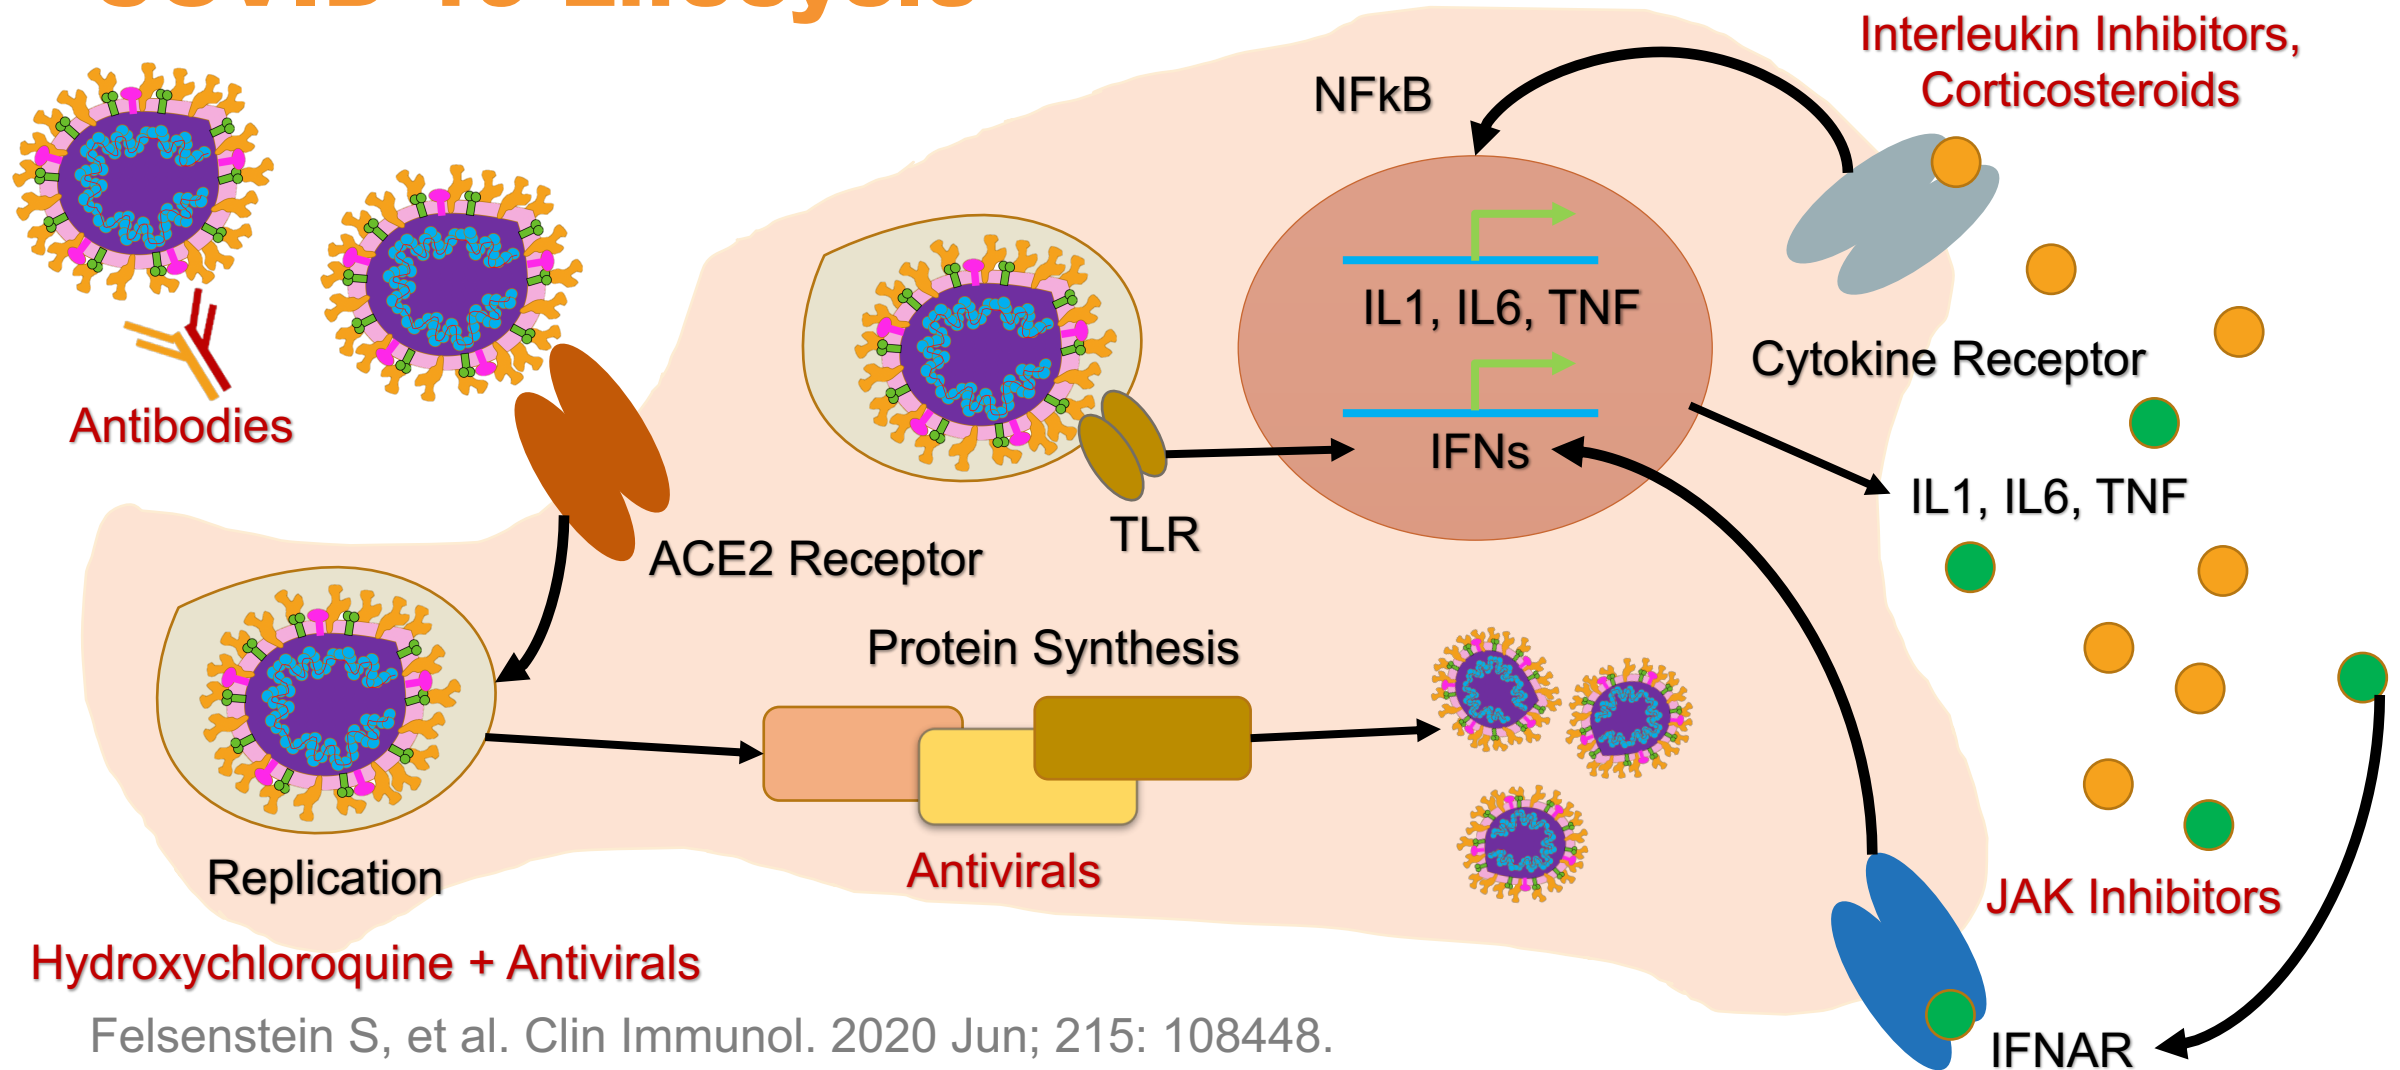 Interleukin Inhibitors,
Corticosteroids
NFkB
IL1, IL6, TNF
Cytokine Receptor
Antibodies
IFNs
IL1, IL6, TNF
TLR
ACE2 Receptor
Protein Synthesis
Replication
Antivirals
JAK Inhibitors
Hydroxychloroquine + Antivirals
Felsenstein S, et al. Clin Immunol. 2020 Jun; 215: 108448.
IFNAR